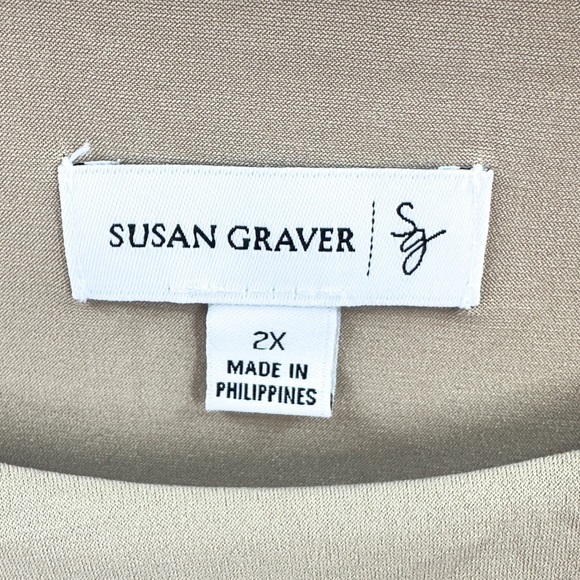 SUSAN GRAVER
sg
2X
MADE IN
PHILIPPINES